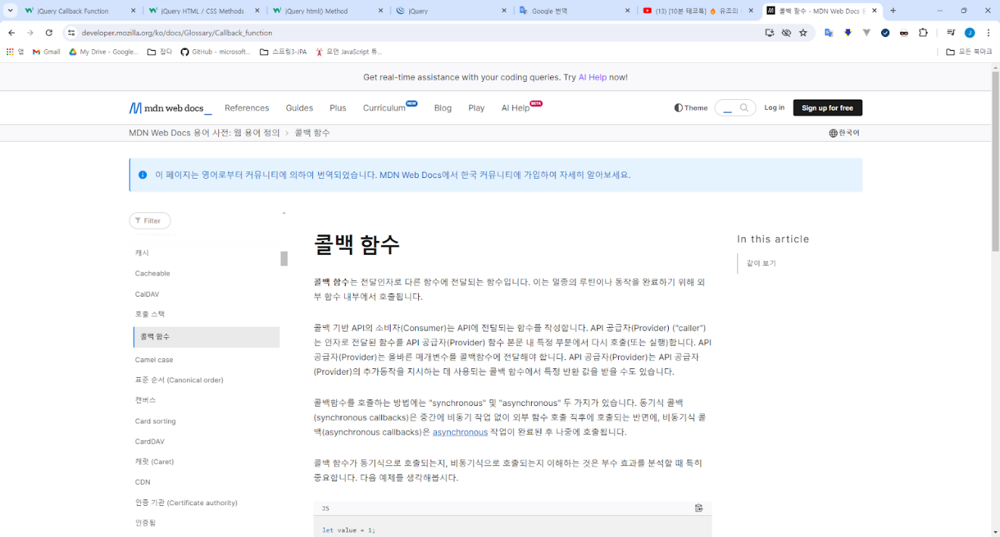 jQuery Callback Function
jQuery HTML / CSS Methods
jQuery html() Method
jQuery
Google 번역
(13) [10분 테코톡] 🔥 유조의
콜백 함수 - MDN Web Docs
developer.mozilla.org/ko/docs/Glossary/Callback_function
J
앱
Gmail
My Drive - Google...
잡다
GitHub - microsoft...
스프링3-JPA
모던 JavaScript 튜...
모든 북마크
Get real-time assistance with your coding queries. Try AI Help now!
mdn web docs_
References
Guides
Plus
Curriculum NEW
Blog
Play
AI Help BETA
Theme
Log in
Sign up for free
MDN Web Docs 용어 사전: 웹 용어 정의 > 콜백 함수
한국어
이 페이지는 영어로부터 커뮤니티에 의하여 번역되었습니다. MDN Web Docs에서 한국 커뮤니티에 가입하여 자세히 알아보세요.
Filter
캐시
Cacheable
CalDAV
호출 스택
콜백 함수
Camel case
표준 순서 (Canonical order)
캔버스
Card sorting
CardDAV
캐럿 (Caret)
CDN
인증 기관 (Certificate authority)
인증됨
콜백 함수
콜백 함수는 전달인자로 다른 함수에 전달되는 함수입니다. 이는 일종의 루틴이나 동작을 완료하기 위해 외
부 함수 내부에서 호출됩니다.
콜백 기반 API의 소비자(Consumer)는 API에 전달되는 함수를 작성합니다. API 공급자(Provider) ("caller")
는 인자로 전달된 함수를 API 공급자(Provider) 함수 본문 내 특정 부분에서 다시 호출(또는 실행)합니다. API
공급자(Provider)는 올바른 매개변수를 콜백함수에 전달해야 합니다. API 공급자(Provider)는 API 공급자
(Provider)의 추가동작을 지시하는 데 사용되는 콜백 함수에서 특정 반환 값을 받을 수도 있습니다.
콜백함수를 호출하는 방법에는 "synchronous" 및 "asynchronous" 두 가지가 있습니다. 동기식 콜백
(synchronous callbacks)은 중간에 비동기 작업 없이 외부 함수 호출 직후에 호출되는 반면에, 비동기식 콜
백(asynchronous callbacks)은 asynchronous 작업이 완료된 후 나중에 호출됩니다.
콜백 함수가 동기식으로 호출되는지, 비동기식으로 호출되는지 이해하는 것은 부수 효과를 분석할 때 특히
중요합니다. 다음 예제를 생각해봅시다.
JS
let value = 1;
In this article
같이 보기